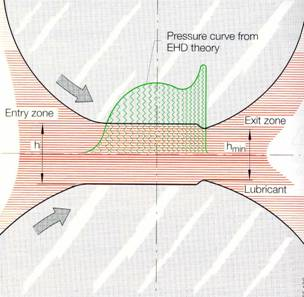 Pressure curve from
EHD theory
Entry zone
Exit zone
h
hmin
Lubricant